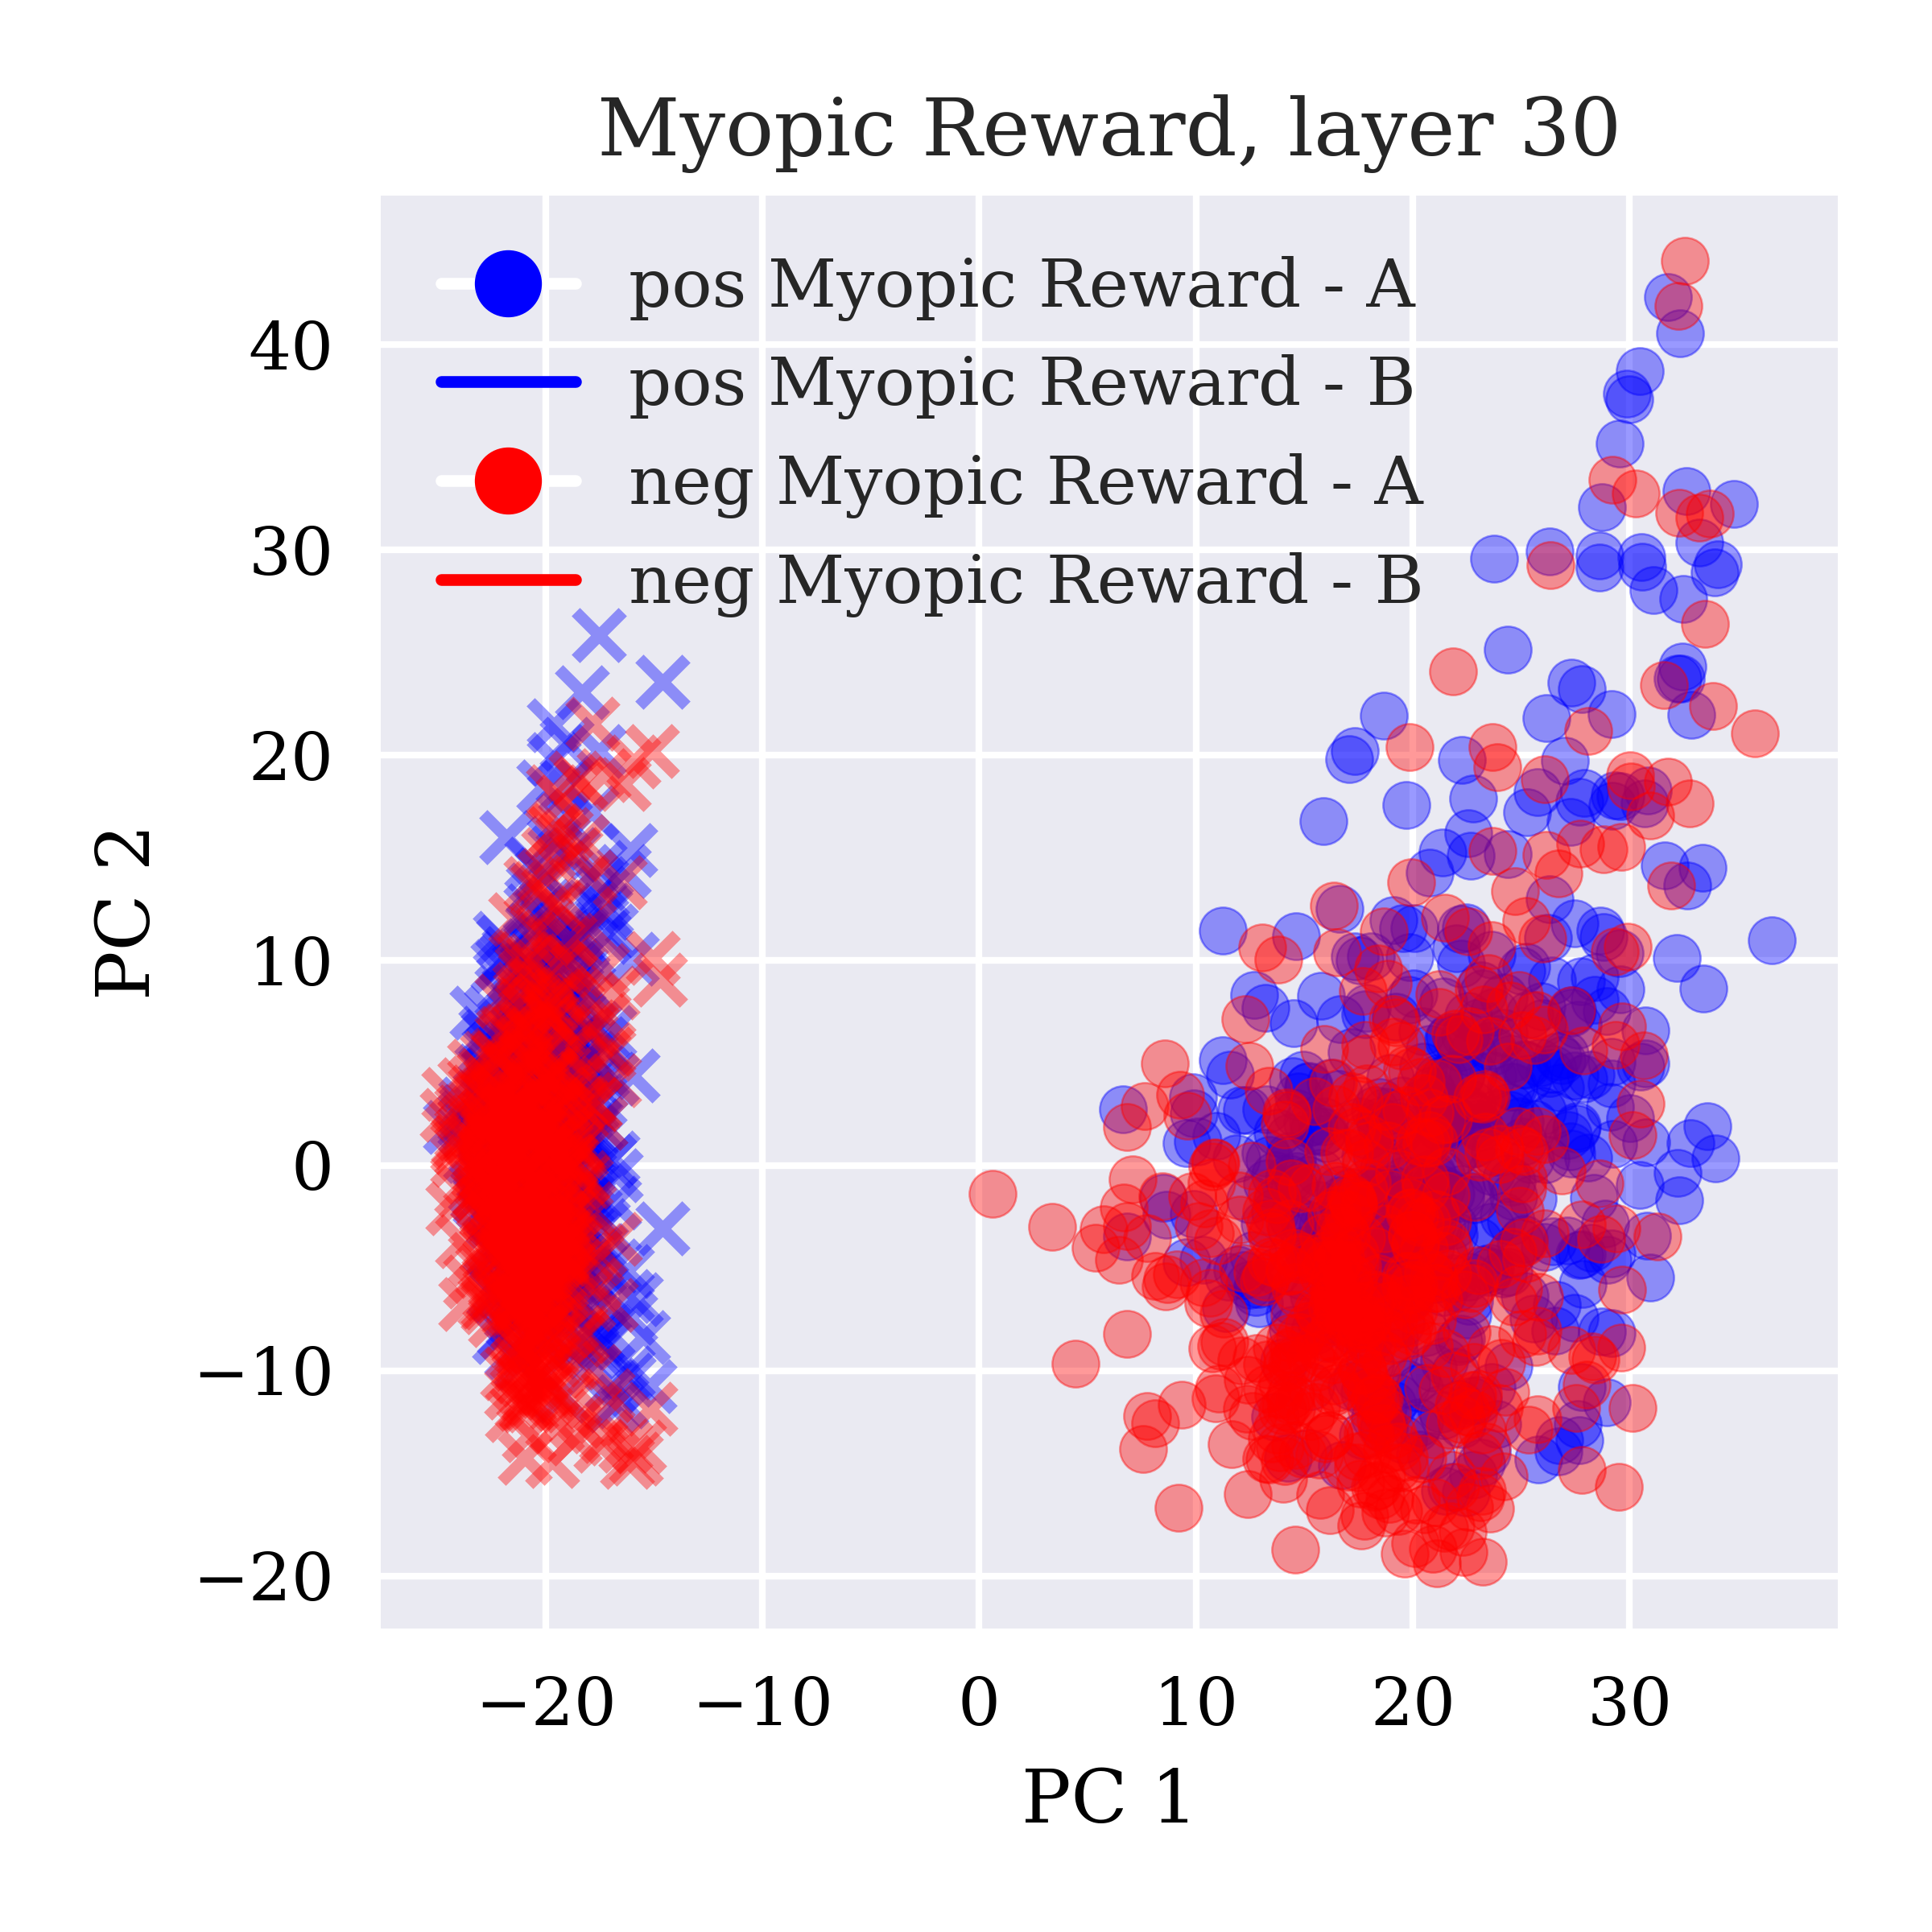 Myopic Reward, layer 30
pos Myopic Reward - A
pos Myopic Reward - B
neg Myopic Reward - A
neg Myopic Reward - B
40
30
20
10
0
−10
−20
PC 2
−20 −10 0 10 20 30
PC 1